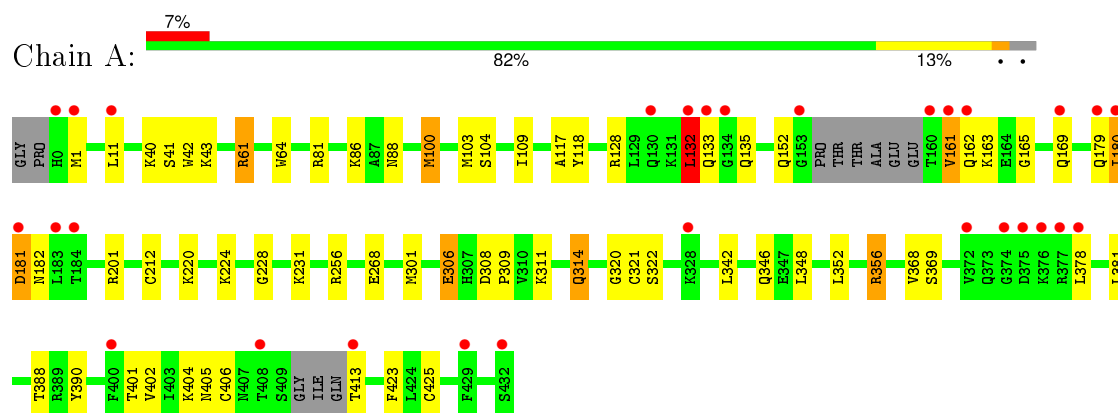 7%
Chain A:
82%
13%
GLY PRO H0 M1 L11 K40 S41 W42 K43 R61 W64 R81 K86 A87 N88 M100 M103 S104 I109 A117 Y118 R128 L129 Q130 K131 L132 Q133 G134 Q135 Q152 G153 PRO THR THR ALA GLU GLU T160 V161 Q162 K163 E164 G165 Q169 Q179 I180
D181 N182 L183 T184 R201 C212 K220 K224 G228 K231 R256 E268 M301 E306 H307 D308 P309 V310 K311 Q314 G320 C321 S322 K328 L342 Q346 E347 L348 L352 R356 V368 S369 V372 Q373 G374 D375 K376 R377 L378 L381
T388 R389 Y390 F400 T401 V402 I403 K404 N405 C406 N407 T408 S409 GLY ILE GLN T413 F423 L424 C425 F429 S432